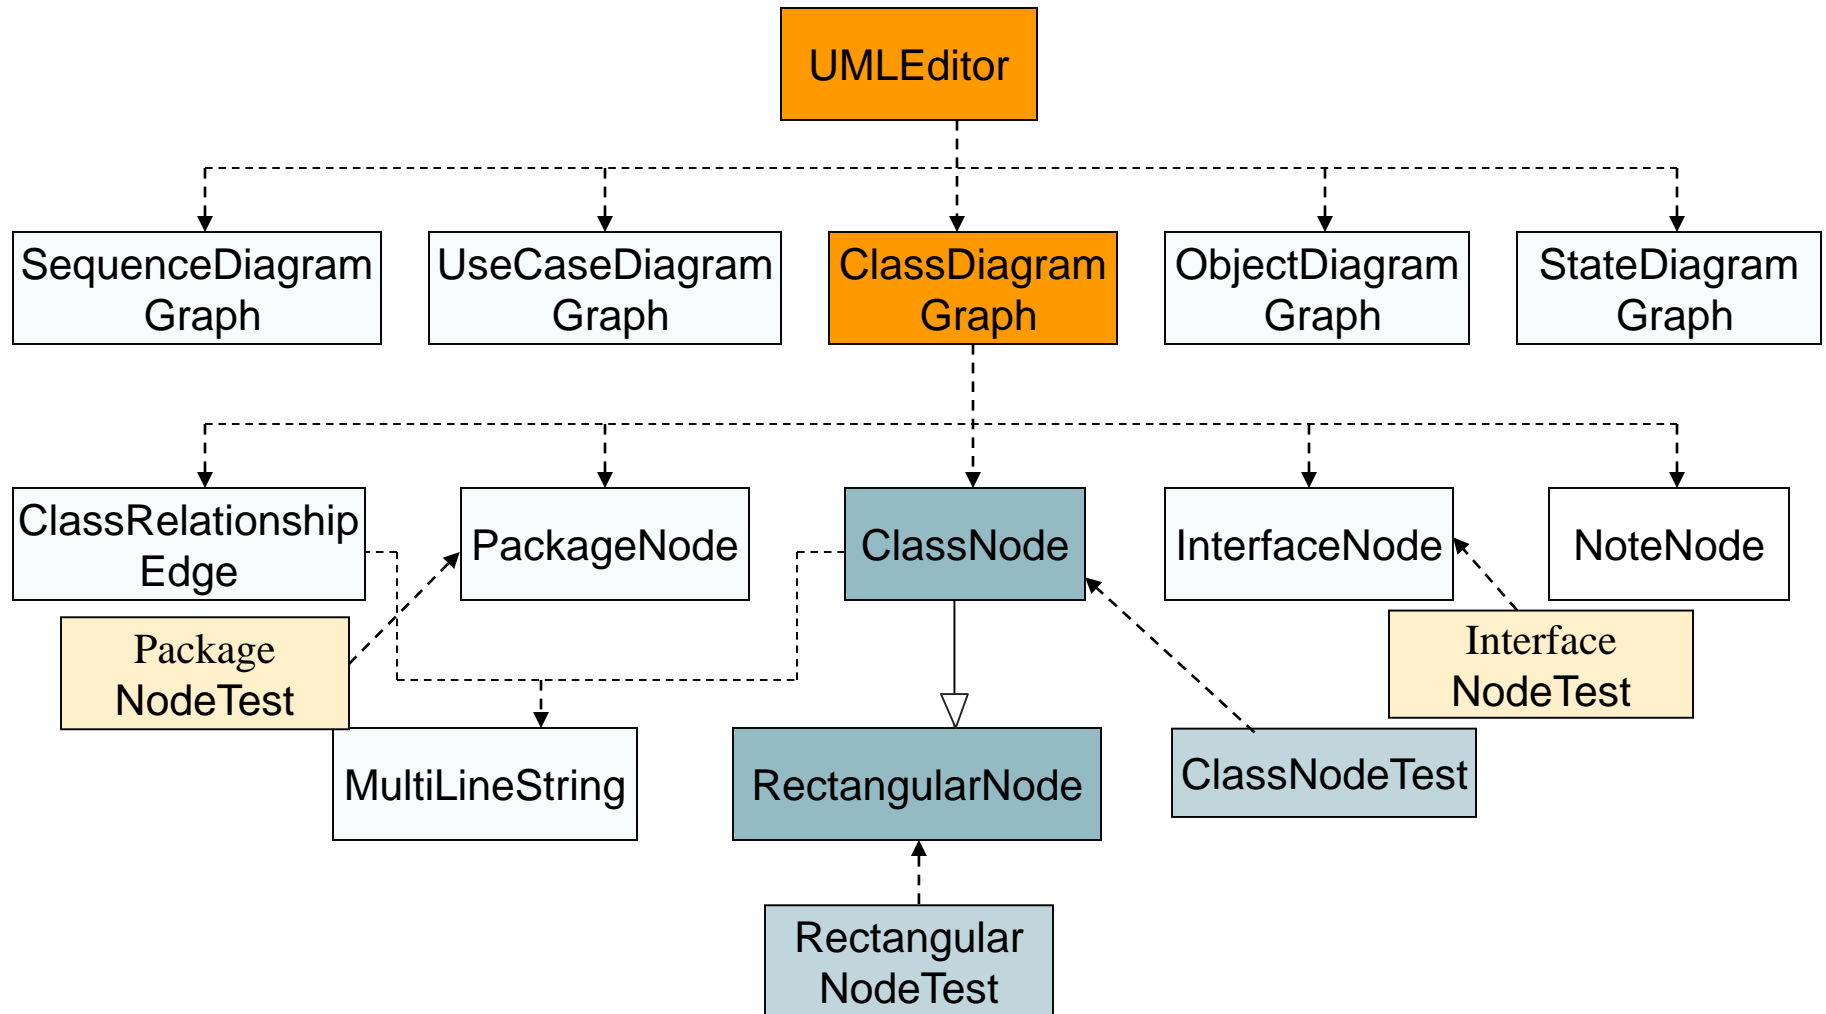 UMLEditor
SequenceDiagram
Graph
UseCaseDiagram
Graph
ClassDiagram
Graph
ObjectDiagram
Graph
StateDiagram
Graph
ClassRelationship
Edge
PackageNode
ClassNode
InterfaceNode
NoteNode
Package
NodeTest
Interface
NodeTest
MultiLineString
RectangularNode
ClassNodeTest
Rectangular
NodeTest